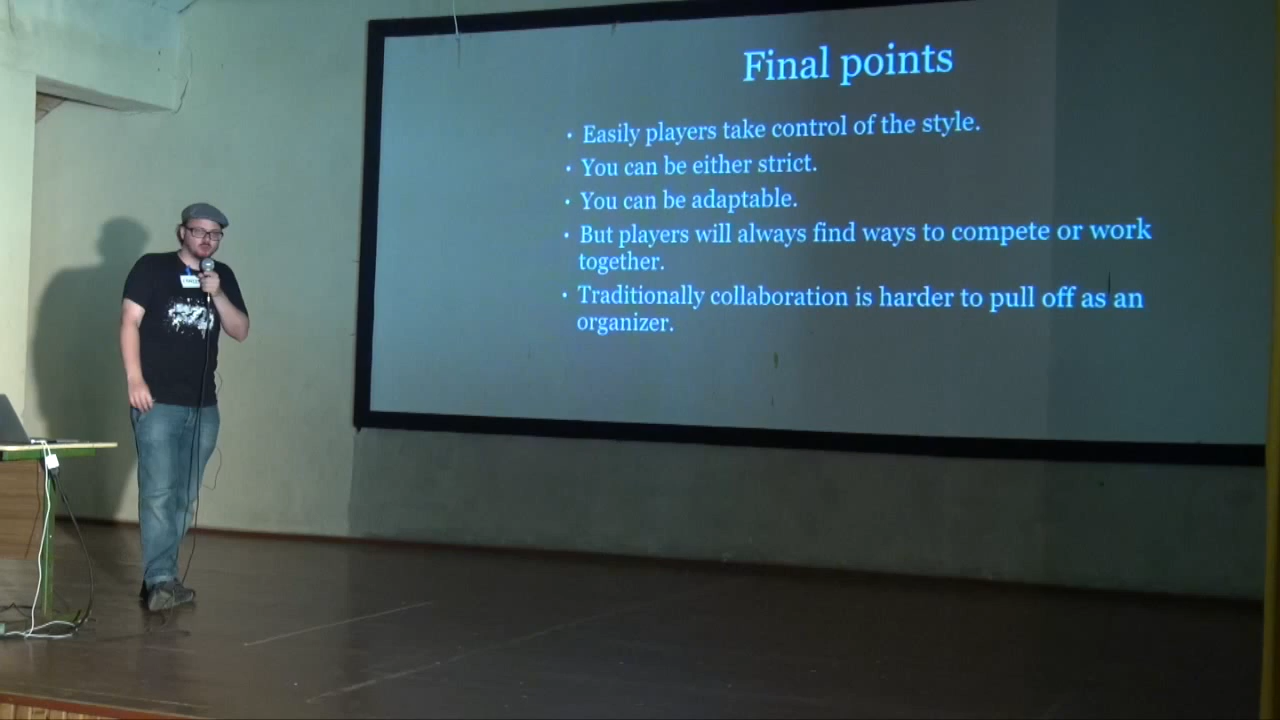 Final points
• Easily players take control of the style.
• You can be either strict.
• You can be adaptable.
• But players will always find ways to compete or work
together.
• Traditionally collaboration is harder to pull off as an
organizer.